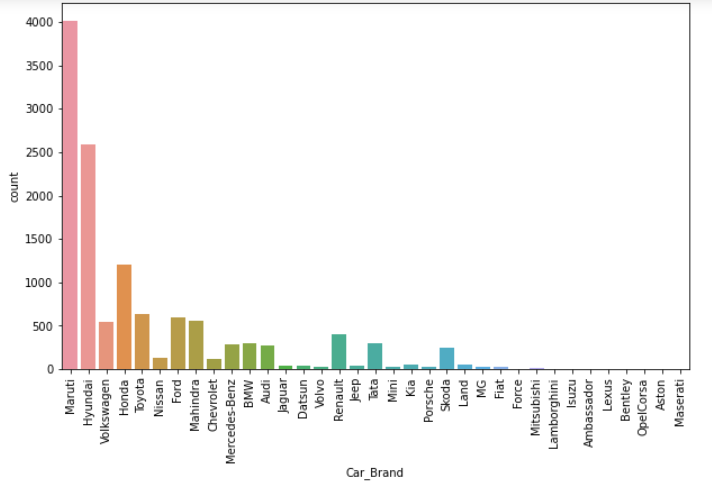 4000
3500
3000
2500
2000
1500
1000
500
0
count
Maruti
Hyundai
Volkswagen
Honda
Toyota
Nissan
Ford
Mahindra
Chevrolet
Mercedes-Benz
BMW
Audi
Jaguar
Datsun
Volvo
Renault
Jeep
Tata
Mini
Kia
Porsche
Skoda
Land
MG
Fiat
Force
Mitsubishi
Lamborghini
Isuzu
Ambassador
Lexus
Bentley
OpelCorsa
Aston
Maserati
Car_Brand